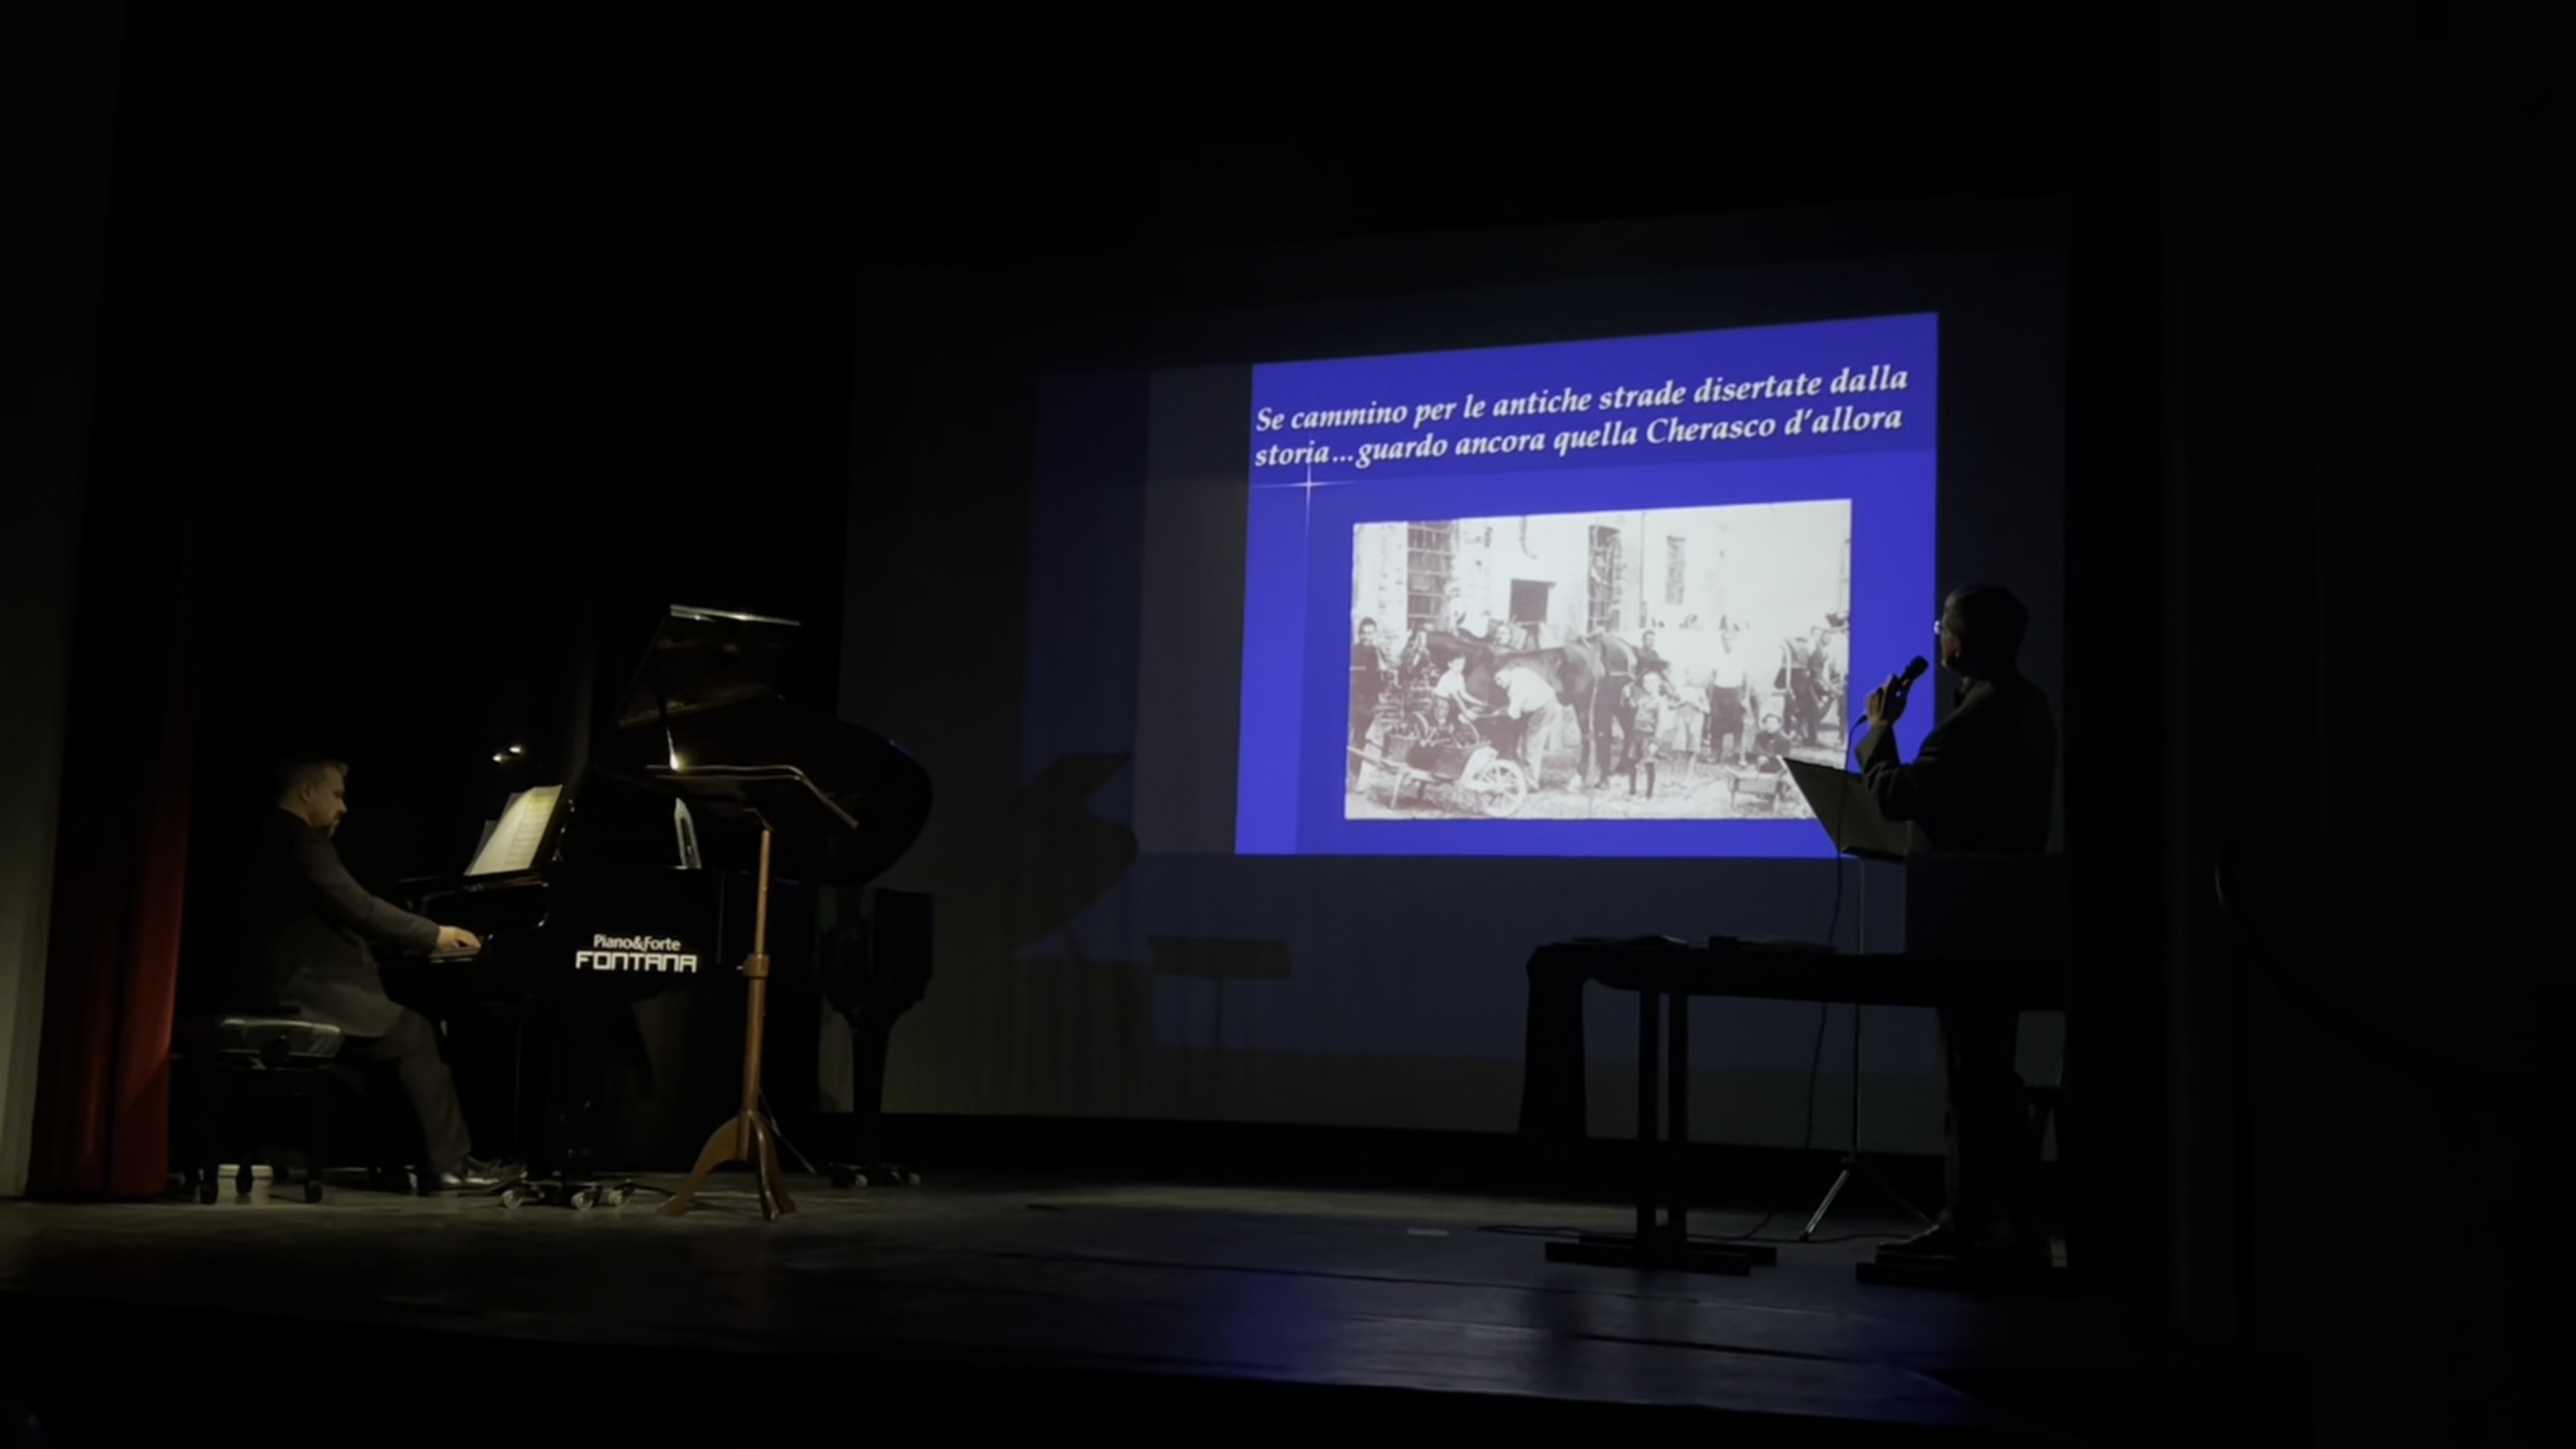 Se cammino per le antiche strade disertate dalla
storia...guardo ancora quella Cherasco d'allora
Piano&Forte
FONTANA